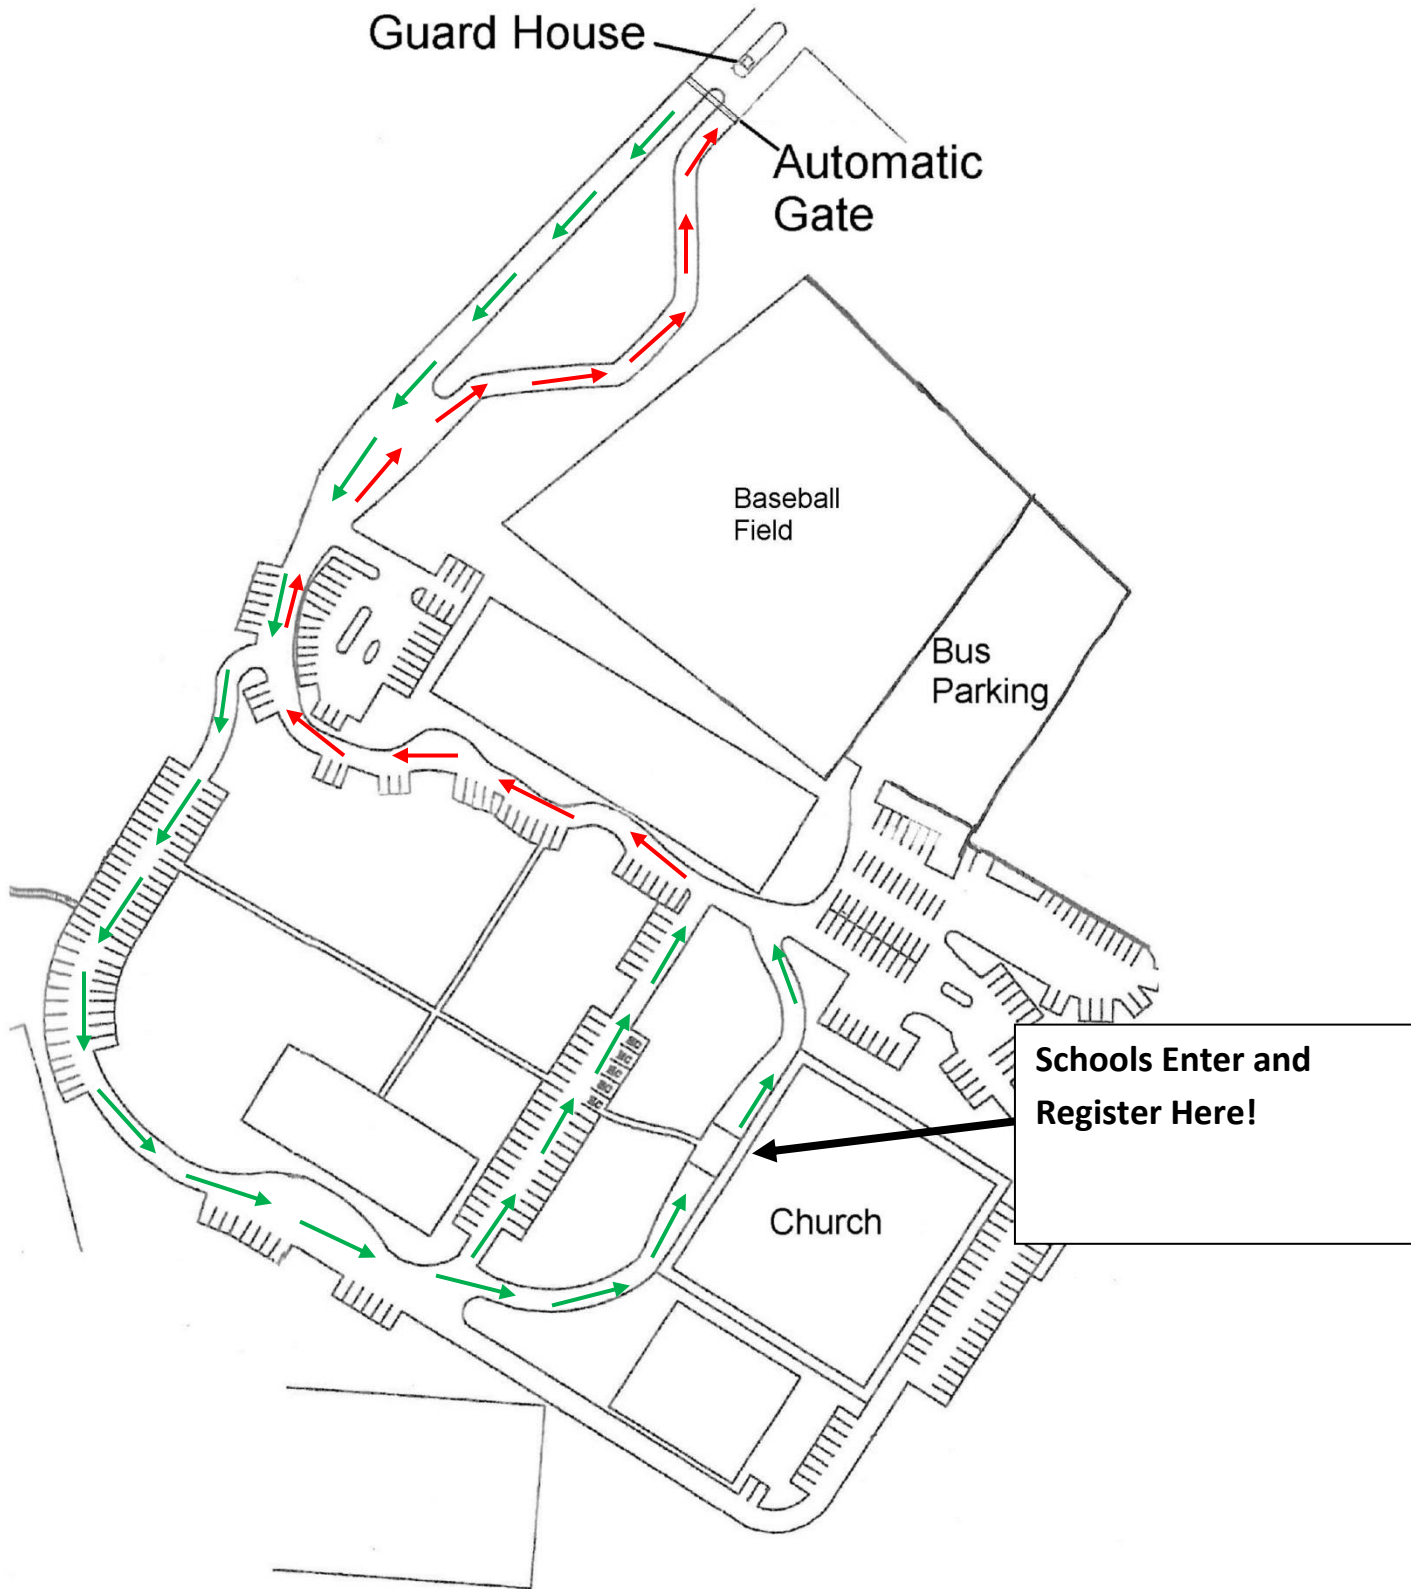 Guard House
Automatic
Gate
Baseball
Field
Bus
Parking
Schools Enter and
Register Here!
Church